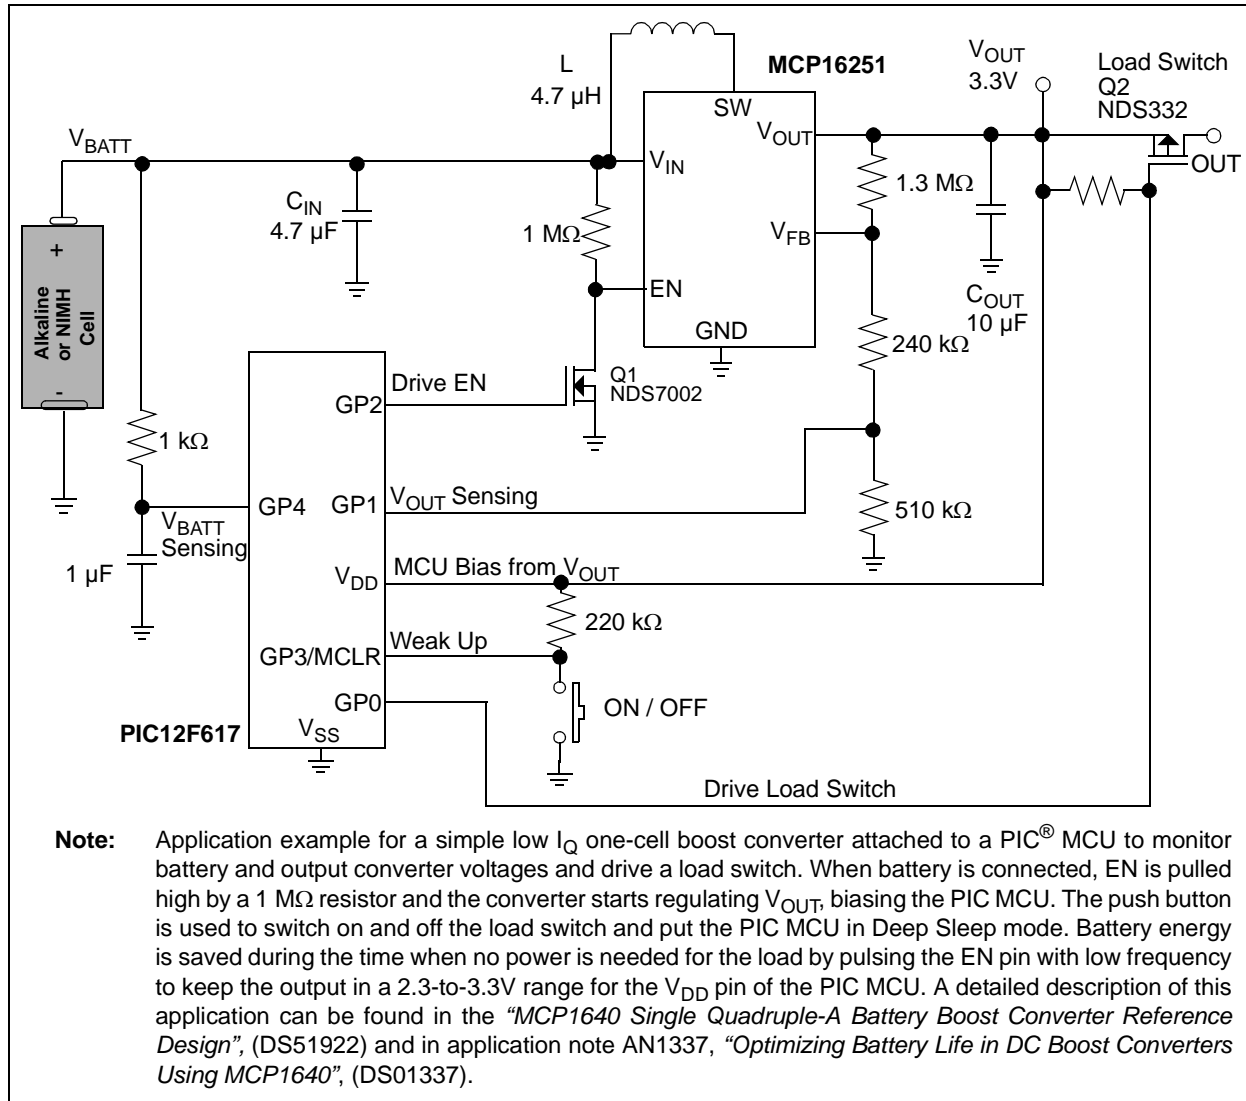 L
4.7 µH
MCP16251
V_OUT
3.3V
Load Switch
Q2
NDS332
SW
V_OUT
V_BATT
V_IN
OUT
1.3 MΩ
C_IN
4.7 µF
1 MΩ
V_FB
+
Alkaline
or NIMH
Cell
-
EN
C_OUT
10 µF
GND
240 kΩ
Drive EN
Q1
NDS7002
GP2
1 kΩ
GP4
GP1
V_OUT Sensing
510 kΩ
V_BATT
Sensing
1 µF
V_DD
MCU Bias from V_OUT
220 kΩ
Weak Up
GP3/MCLR
GP0
ON / OFF
PIC12F617
V_SS
Drive Load Switch
Note: Application example for a simple low I_Q one-cell boost converter attached to a PIC® MCU to monitor
battery and output converter voltages and drive a load switch. When battery is connected, EN is pulled
high by a 1 MΩ resistor and the converter starts regulating V_OUT, biasing the PIC MCU. The push button
is used to switch on and off the load switch and put the PIC MCU in Deep Sleep mode. Battery energy
is saved during the time when no power is needed for the load by pulsing the EN pin with low frequency
to keep the output in a 2.3-to-3.3V range for the V_DD pin of the PIC MCU. A detailed description of this
application can be found in the “MCP1640 Single Quadruple-A Battery Boost Converter Reference
Design”, (DS51922) and in application note AN1337, “Optimizing Battery Life in DC Boost Converters
Using MCP1640”, (DS01337).